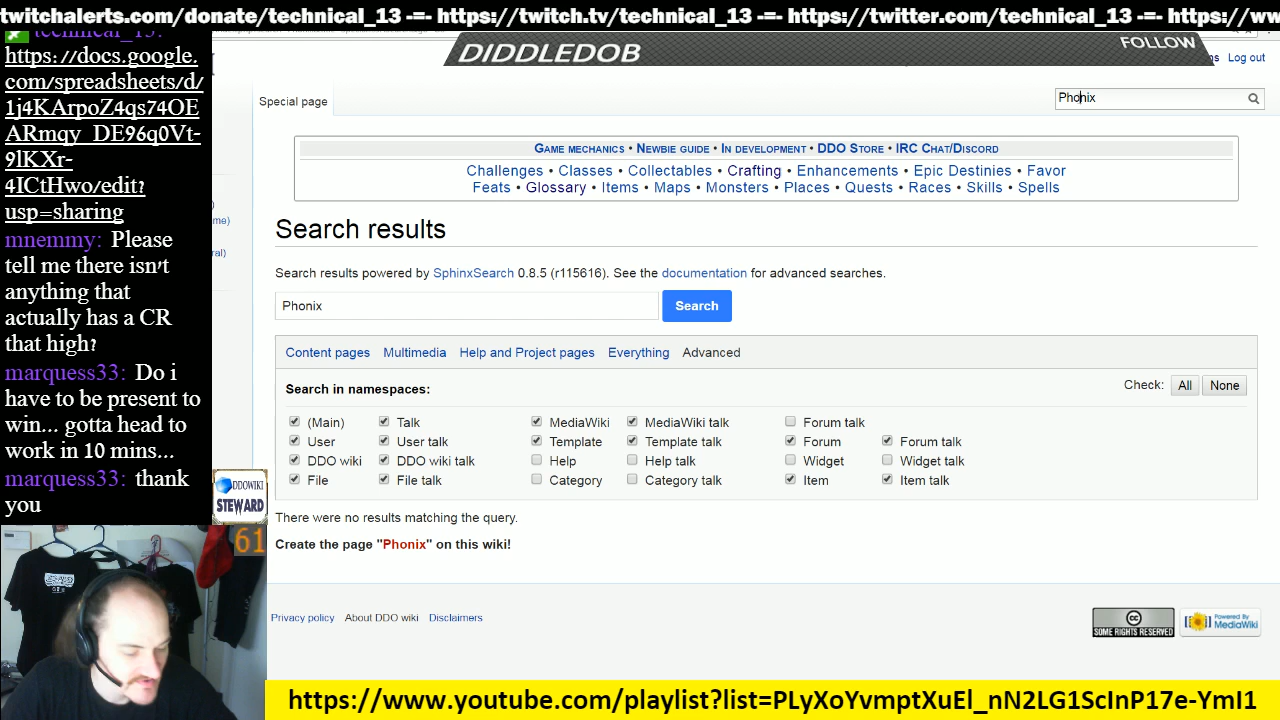 twitchalerts.com/donate/technical_13 -=- https://twitch.tv/technical_13 -=- https://twitter.com/technical_13 -=- https://ww
technical_13:
https://docs.google.
com/spreadsheets/d/
1j4KArpoZ4qs74OE
ARmqy_DE96q0Vt-
9lKXr-
4ICtHwo/edit?
usp=sharing
mnemmy: Please
tell me there isn't
anything that
actually has a CR
that high?
marquess33: Do i
have to be present to
win... gotta head to
work in 10 mins...
marquess33: thank
you
DDOWIKI
STEWARD
61
DIDDLEDOB
FOLLOW
Log out
Special page
Phonix
Game mechanics • Newbie guide • In development • DDO Store • IRC Chat/Discord
Challenges • Classes • Collectables • Crafting • Enhancements • Epic Destinies • Favor
Feats • Glossary • Items • Maps • Monsters • Places • Quests • Races • Skills • Spells
Search results
Search results powered by SphinxSearch 0.8.5 (r115616). See the documentation for advanced searches.
Phonix Search
Content pages Multimedia Help and Project pages Everything Advanced
Search in namespaces: Check: All None
(Main) Talk MediaWiki MediaWiki talk Forum talk
User User talk Template Template talk Forum Forum talk
DDO wiki DDO wiki talk Help Help talk Widget Widget talk
File File talk Category Category talk Item Item talk
There were no results matching the query.
Create the page "Phonix" on this wiki!
Privacy policy About DDO wiki Disclaimers
cc
SOME RIGHTS RESERVED
Powered By
MediaWiki
https://www.youtube.com/playlist?list=PLyXoYvmptXuEl_nN2LG1ScInP17e-YmI1